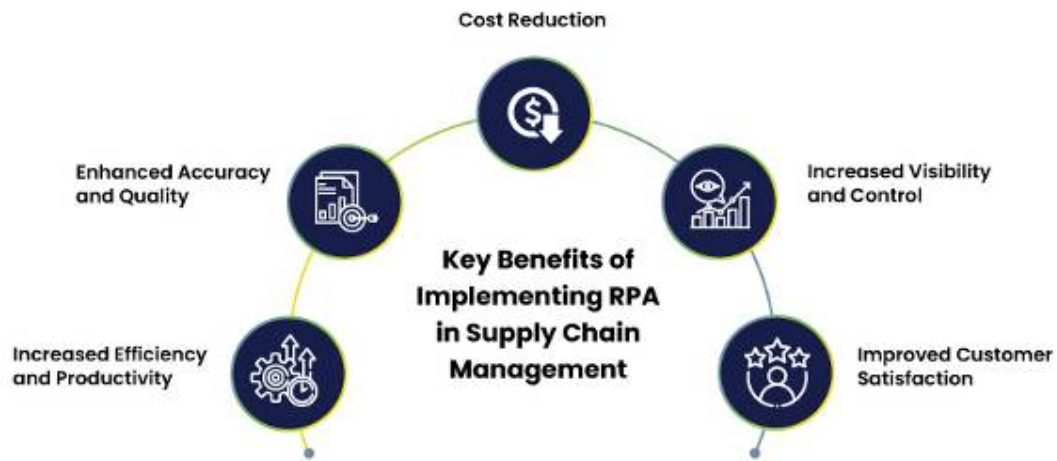 Cost Reduction
Enhanced Accuracy
and Quality
Increased Visibility
and Control
Key Benefits of
Implementing RPA
in Supply Chain
Management
Increased Efficiency
and Productivity
Improved Customer
Satisfaction